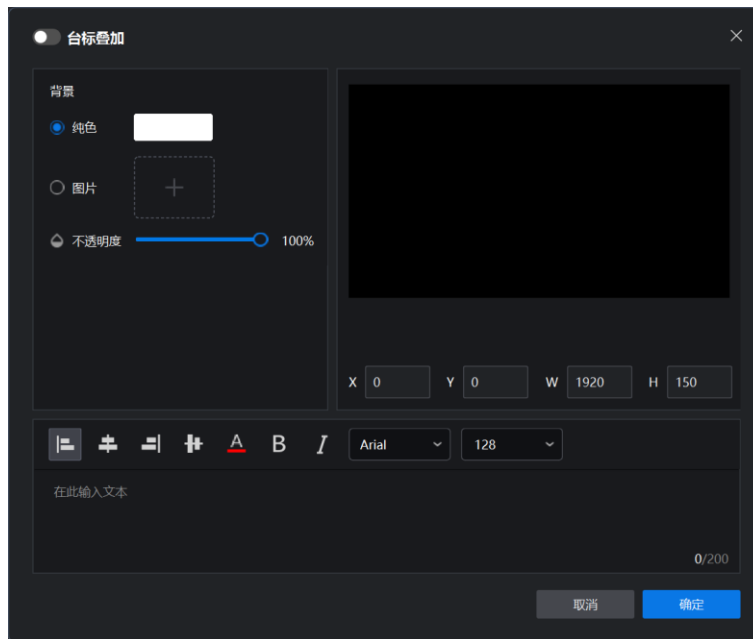 台标叠加
背景
纯色
图片
不透明度 100%
X 0 Y 0 W 1920 H 150
A B I Arial 128
在此输入文本
0/200
取消 确定